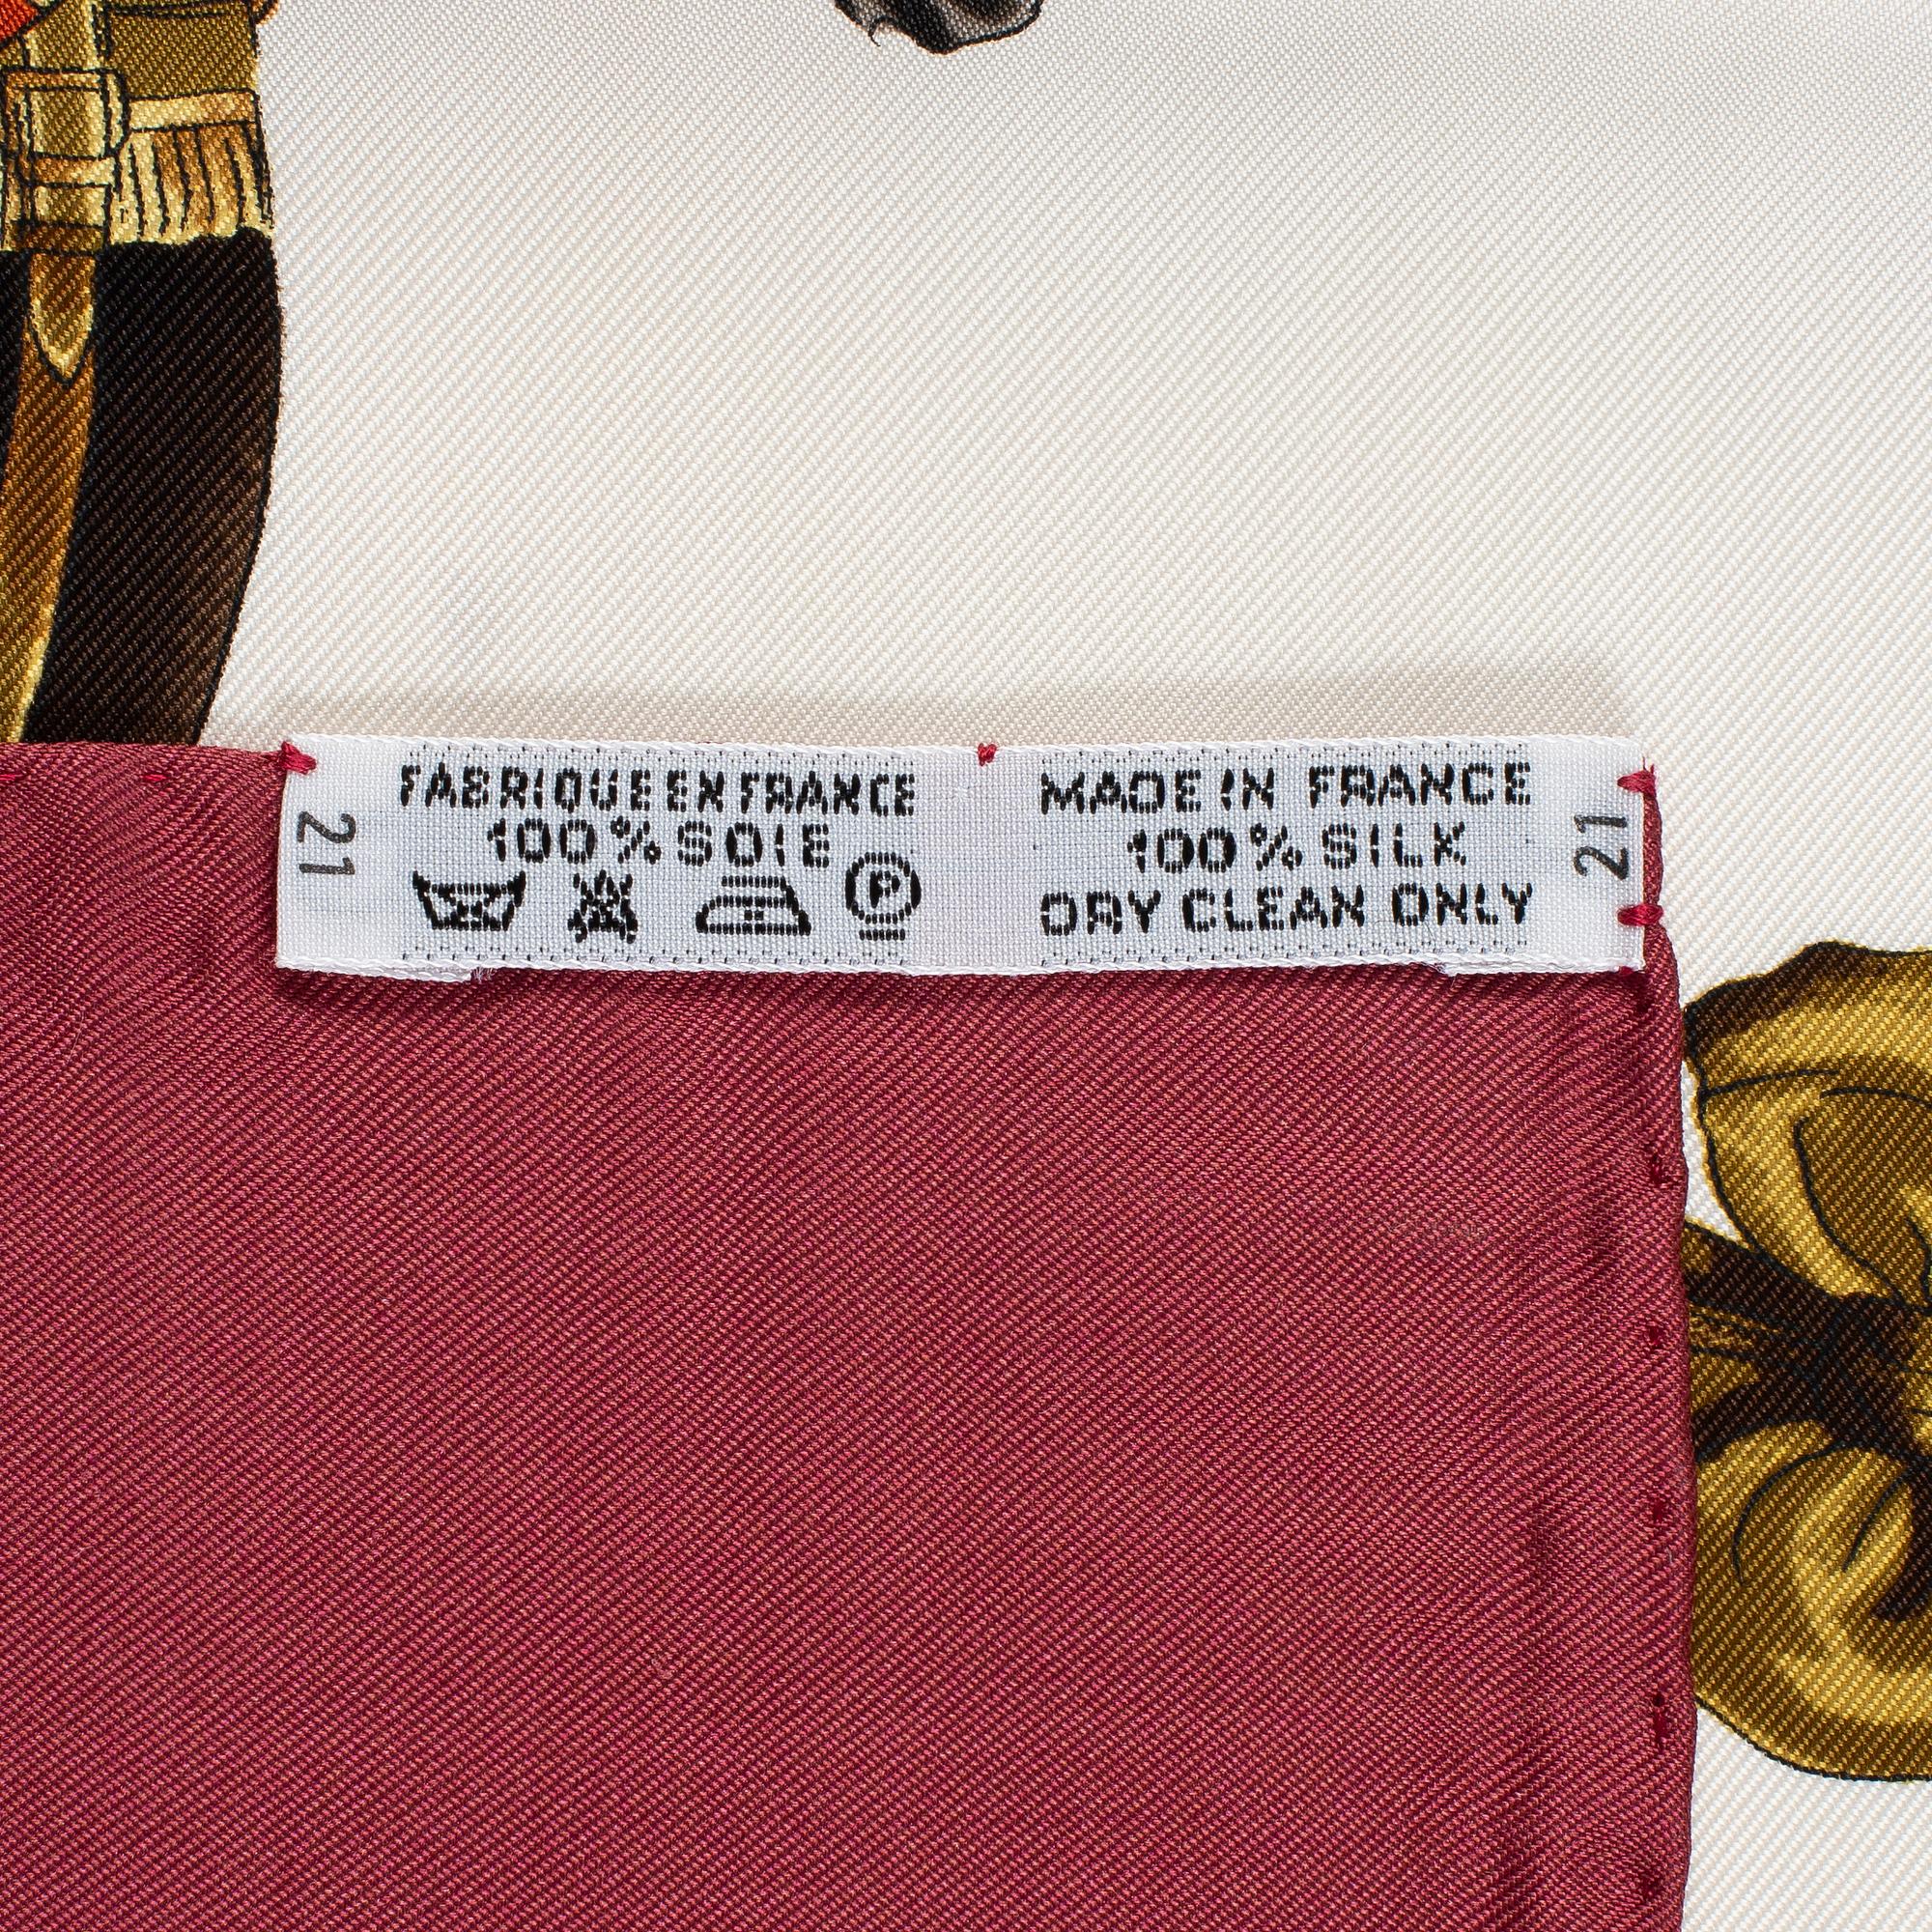 21
FABRIQUE EN FRANCE
100% SOIE
P
MADE IN FRANCE
100% SILK
DRY CLEAN ONLY
21